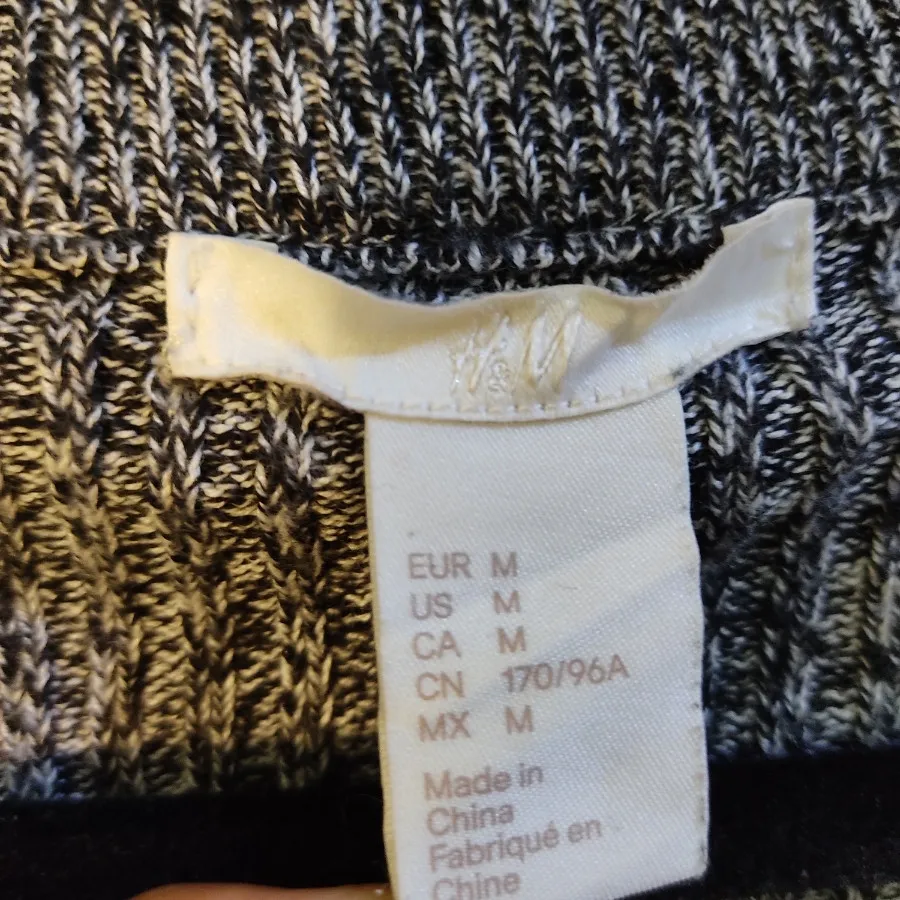 H&M
EUR M
US M
CA M
CN 170/96A
MX M
Made in
China
Fabriqué en
Chine